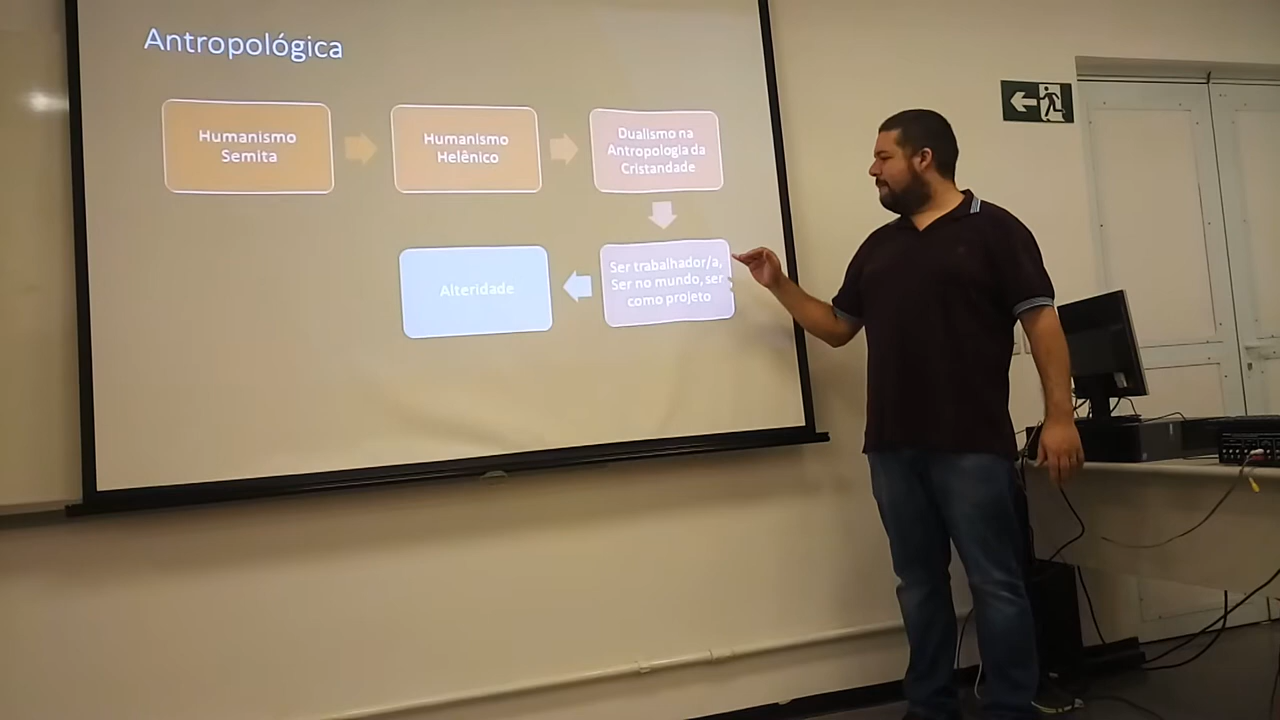 Antropológica
Humanismo
Semita
Humanismo
Helênico
Dualismo na
Antropologia da
Cristandade
Ser trabalhador/a,
Ser no mundo, ser
como projeto
Alteridade